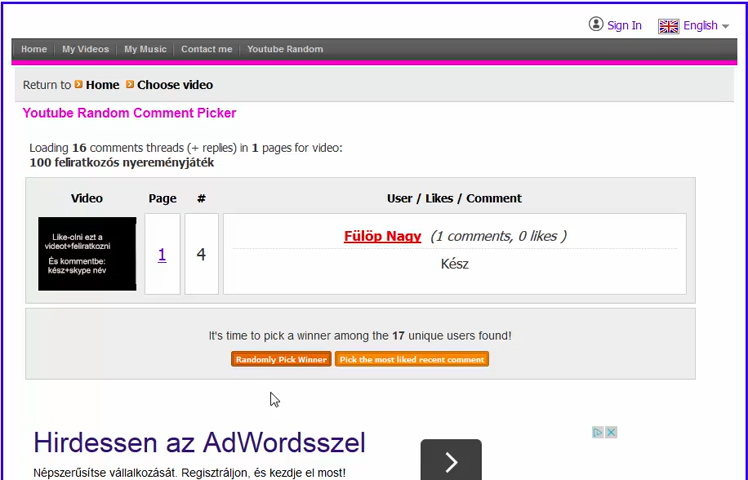 Sign In English
Home My Videos My Music Contact me Youtube Random
Return to Home Choose video
Youtube Random Comment Picker
Loading 16 comments threads (+ replies) in 1 pages for video:
100 feliratkozós nyereményjáték
Video Page # User / Likes / Comment
Like-olni ezt a
videot+feliratkozni
És kommentbe:
kész+skype név
1 4
Fülöp Nagy (1 comments, 0 likes )
Kész
It's time to pick a winner among the 17 unique users found!
Randomly Pick Winner Pick the most liked recent comment
Hirdessen az AdWordsszel
Népszerűsítse vállalkozását. Regisztráljon, és kezdje el most!